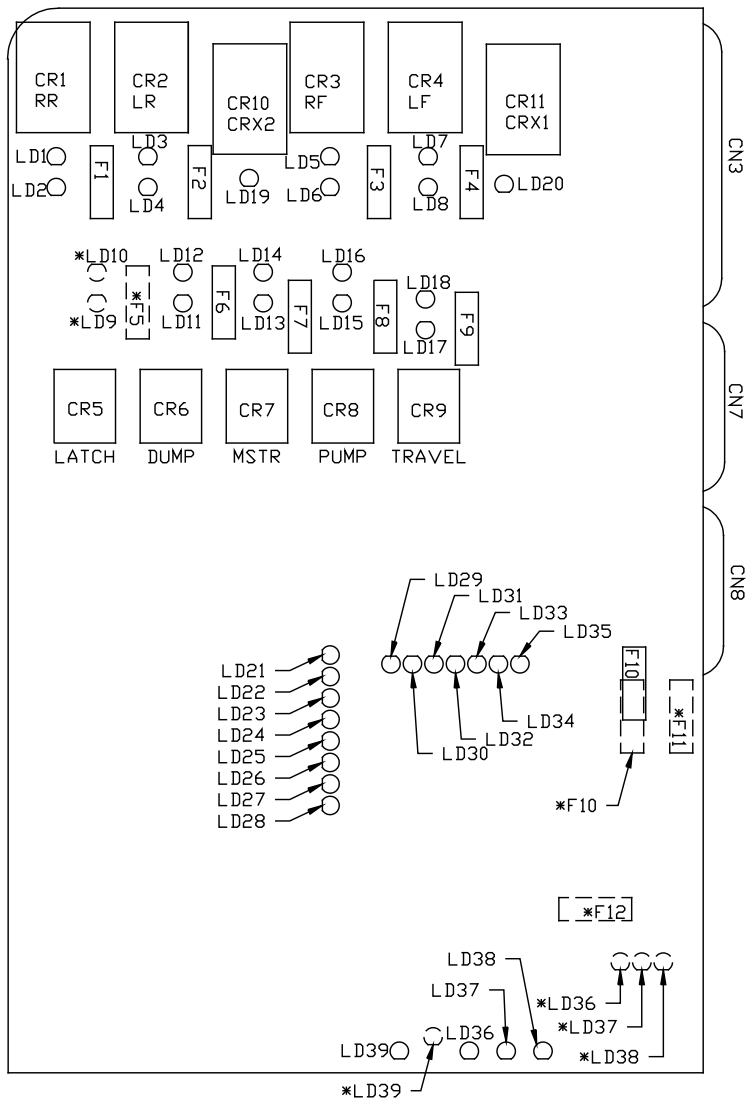 CR1
RR
CR2
LR
CR10
CRX2
CR3
RF
CR4
LF
CR11
CRX1
CN3
LD1
LD2
F1
LD3
LD4
F2
LD19
LD5
LD6
F3
LD7
LD8
F4
LD20
*LD10
*LD9
*F5
LD12
LD11
F6
LD14
LD13
F7
LD16
LD15
F8
LD18
LD17
F9
CN7
CR5
LATCH
CR6
DUMP
CR7
MSTR
CR8
PUMP
CR9
TRAVEL
CN8
LD29
LD31
LD33
LD35
LD21
LD22
LD23
LD24
LD25
LD26
LD27
LD28
LD34
LD32
LD30
F10
*F11
*F10
*F12
LD38
LD37
LD36
LD39
*LD39
*LD36
*LD37
*LD38